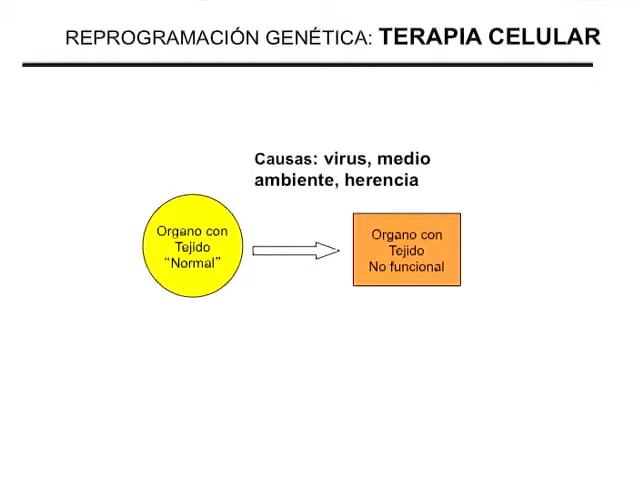 REPROGRAMACIÓN GENÉTICA: TERAPIA CELULAR
Causas: virus, medio
ambiente, herencia
Organo con
Tejido
“Normal”
Organo con
Tejido
No funcional